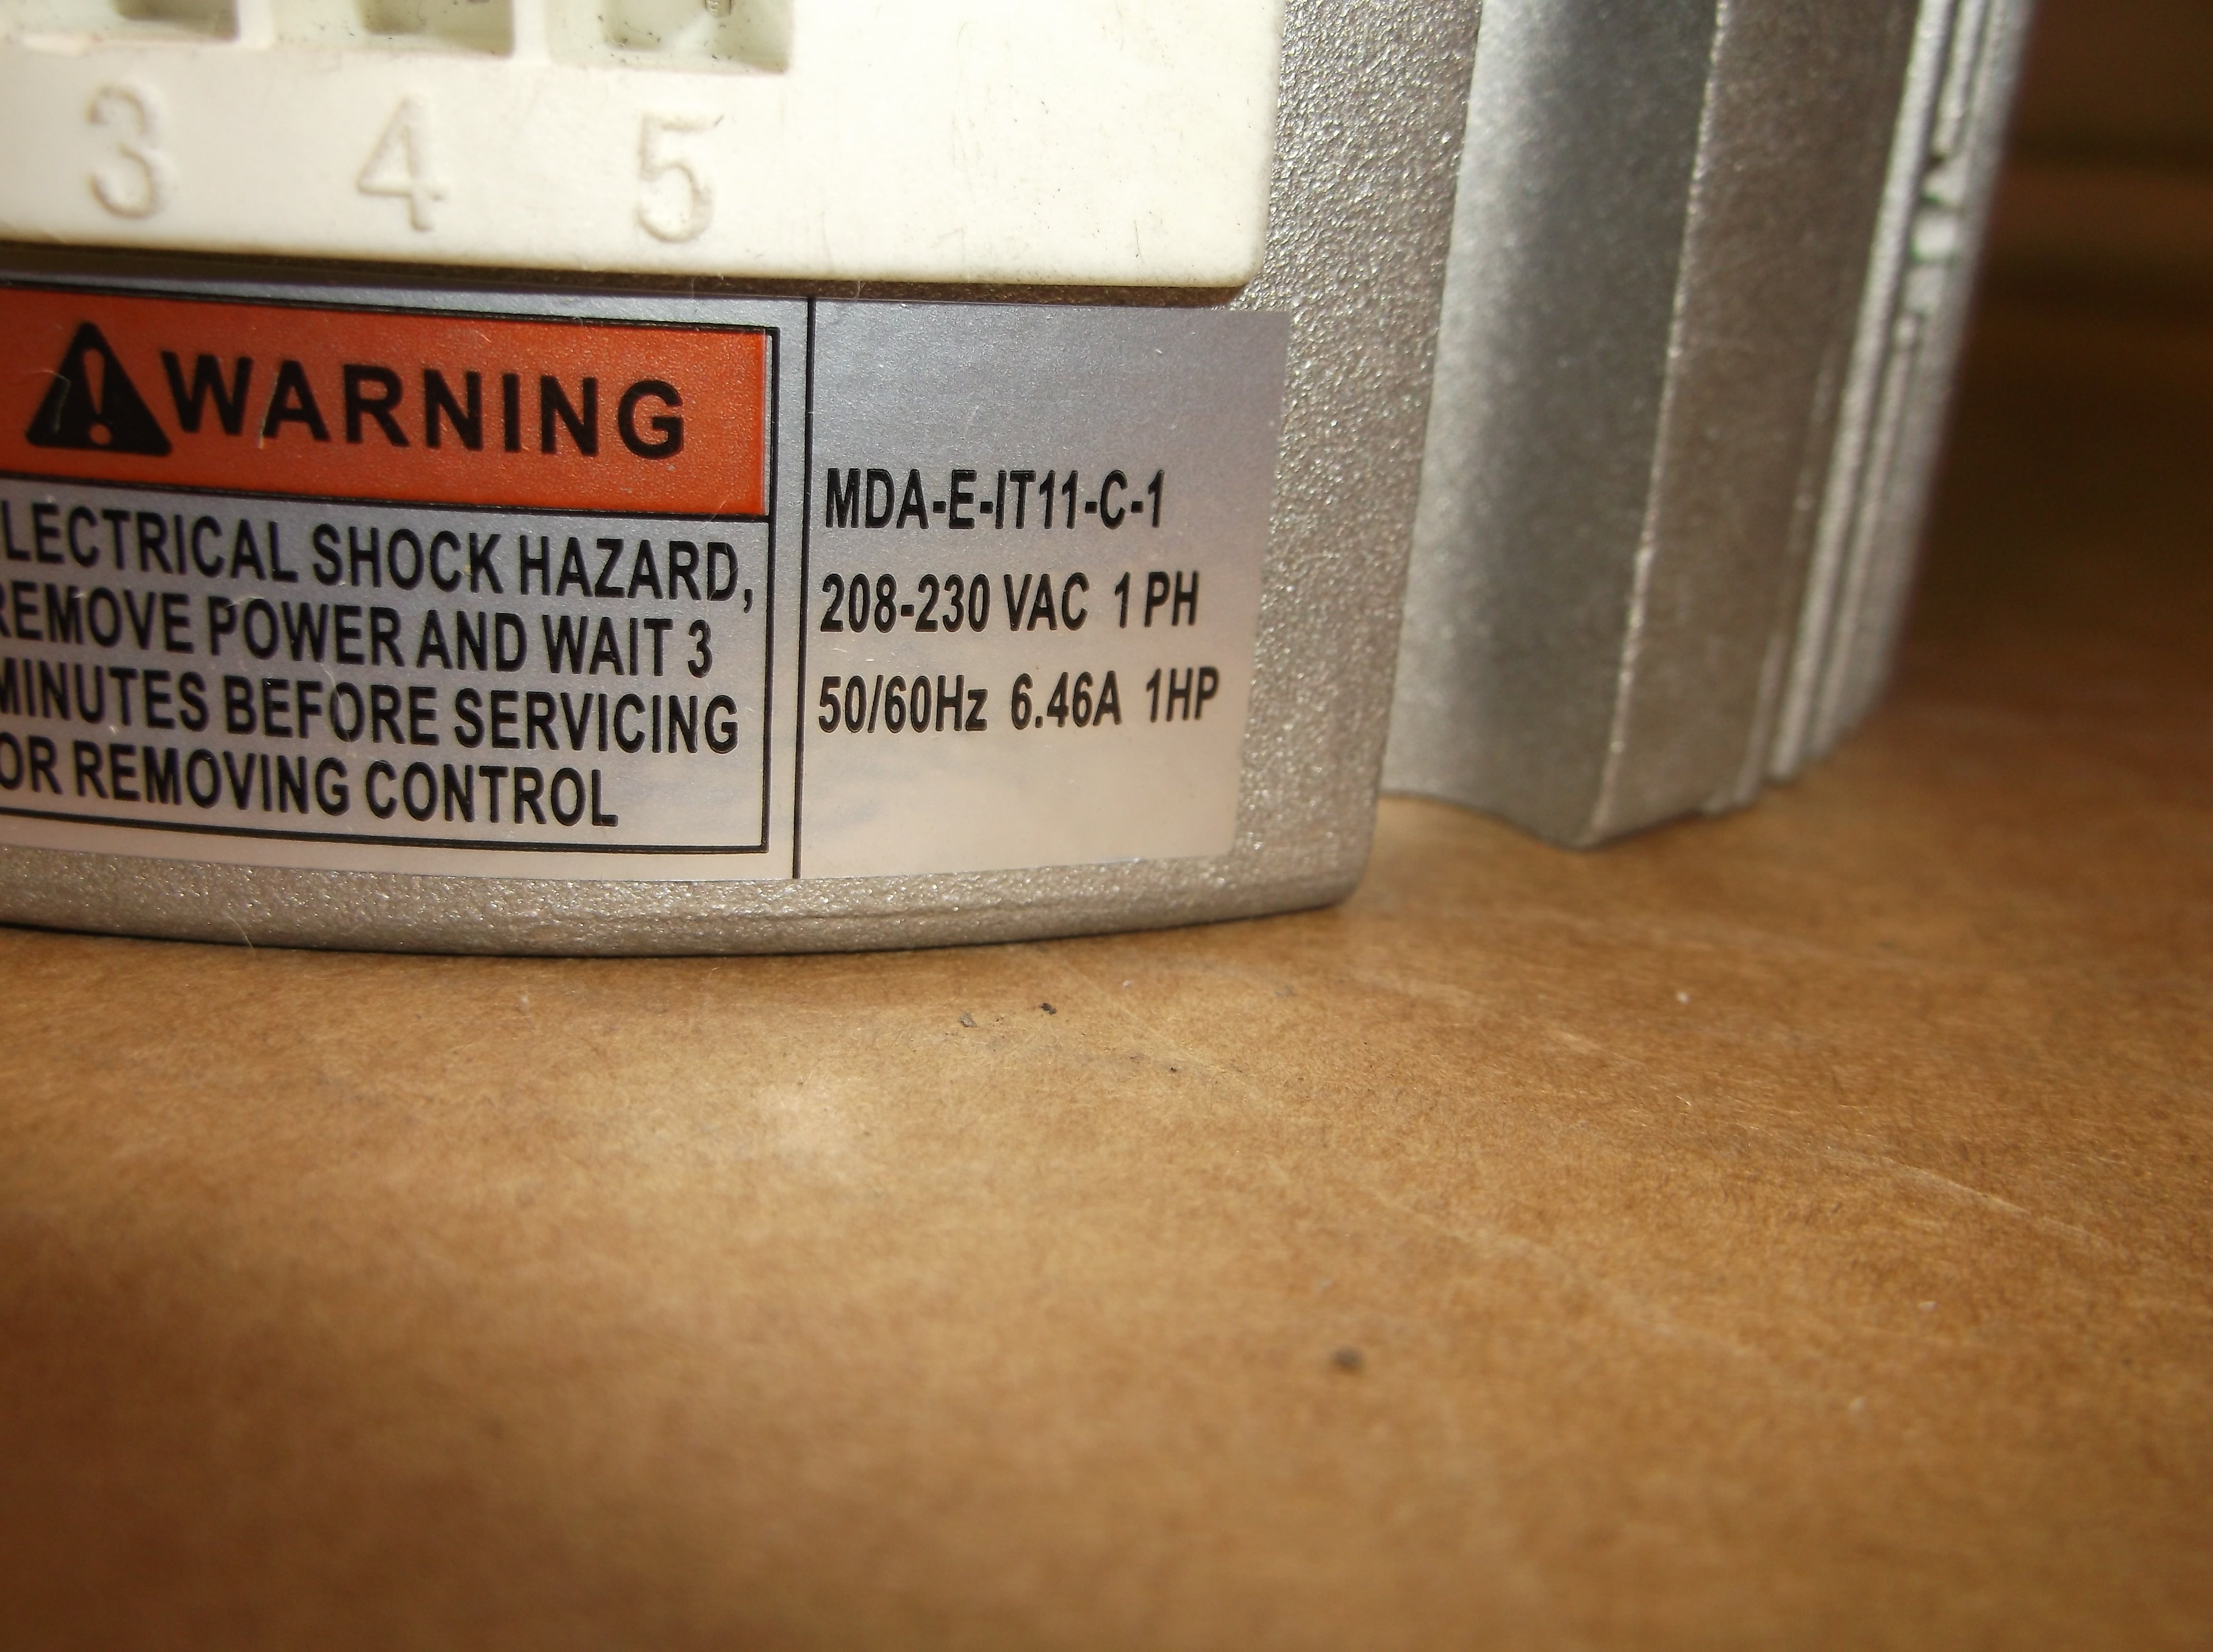 3 4 5
WARNING
LECTRICAL SHOCK HAZARD,
REMOVE POWER AND WAIT 3
MINUTES BEFORE SERVICING
OR REMOVING CONTROL
MDA-E-IT11-C-1
208-230 VAC 1 PH
50/60Hz 6.46A 1HP